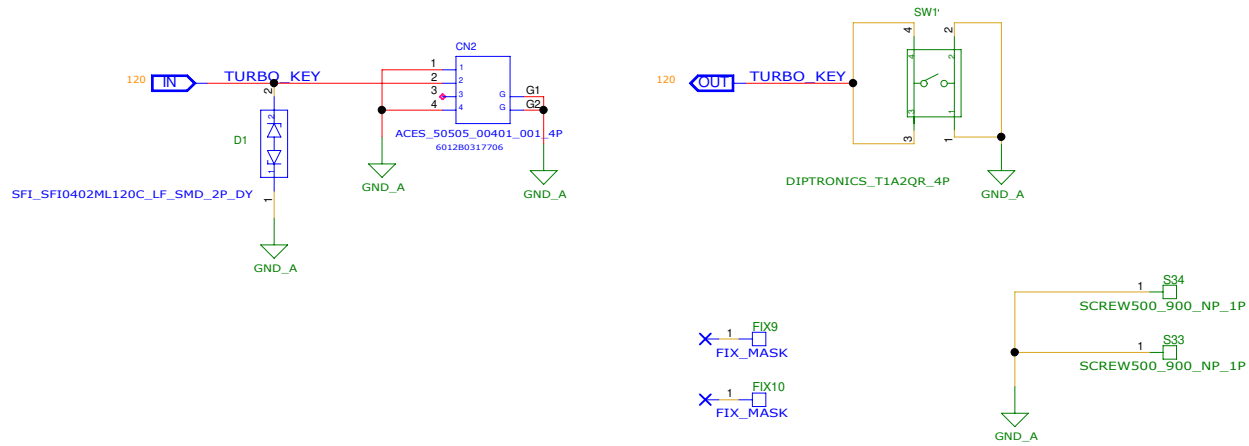 120
IN
TURBO_KEY
2
2
1
D1
SFI_SFI0402ML120C_LF_SMD_2P_DY
1
GND_A
CN2
1
2
3
4
1
2
3
4
G
G
G1
G2
ACES_50505_00401_001_4P
6012B0317706
GND_A
GND_A
120
OUT
TURBO_KEY
SW1'
4
2
4
2
3
1
3
1
DIPTRONICS_T1A2QR_4P
GND_A
1
FIX9
FIX_MASK
1
FIX10
FIX_MASK
1
S34
SCREW500_900_NP_1P
1
S33
SCREW500_900_NP_1P
GND_A